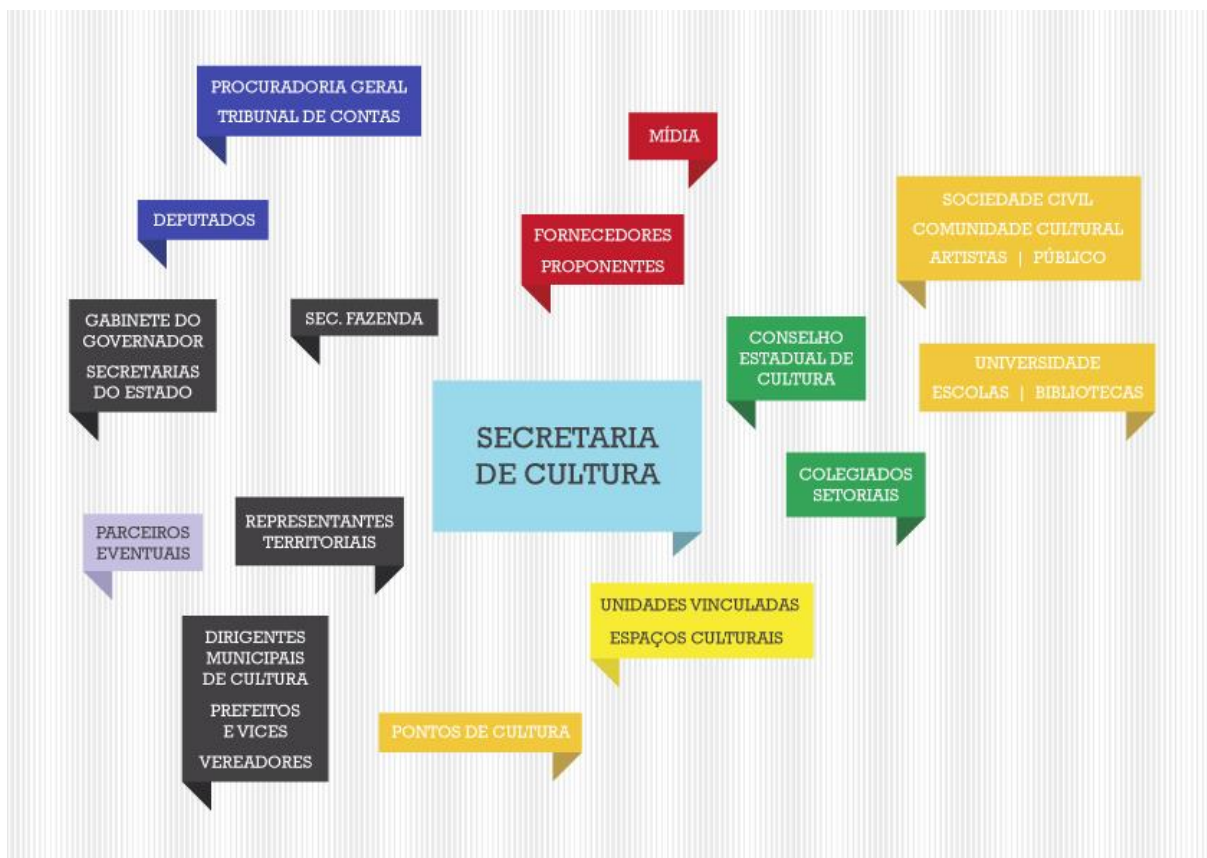 PROCURADORIA GERAL
TRIBUNAL DE CONTAS
MÍDIA
DEPUTADOS
FORNECEDORES
PROPONENTES
SOCIEDADE CIVIL
COMUNIDADE CULTURAL
ARTISTAS | PÚBLICO
GABINETE DO
GOVERNADOR
SECRETARIAS
DO ESTADO
SEC. FAZENDA
CONSELHO
ESTADUAL DE
CULTURA
UNIVERSIDADE
ESCOLAS | BIBLIOTECAS
SECRETARIA
DE CULTURA
COLEGIADOS
SETORIAIS
PARCEIROS
EVENTUAIS
REPRESENTANTES
TERRITORIAIS
UNIDADES VINCULADAS
ESPAÇOS CULTURAIS
DIRIGENTES
MUNICIPAIS
DE CULTURA
PREFEITOS
E VICES
VEREADORES
PONTOS DE CULTURA